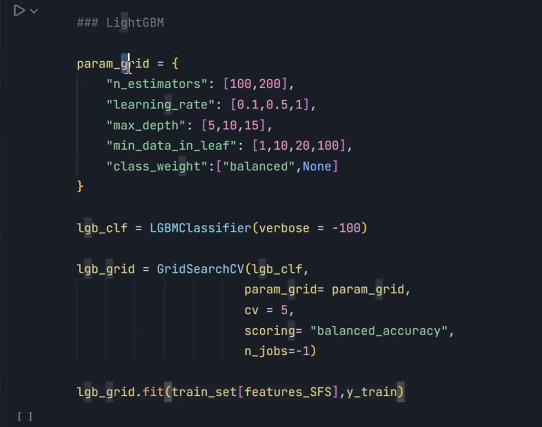 ### LightGBM
param_grid = {
"n_estimators": [100,200],
"learning_rate": [0.1,0.5,1],
"max_depth": [5,10,15],
"min_data_in_leaf": [1,10,20,100],
"class_weight":["balanced",None]
}
lgb_clf = LGBMClassifier(verbose = -100)
lgb_grid = GridSearchCV(lgb_clf,
param_grid= param_grid,
cv = 5,
scoring= "balanced_accuracy",
n_jobs=-1)
lgb_grid.fit(train_set[features_SFS],y_train)
[ ]